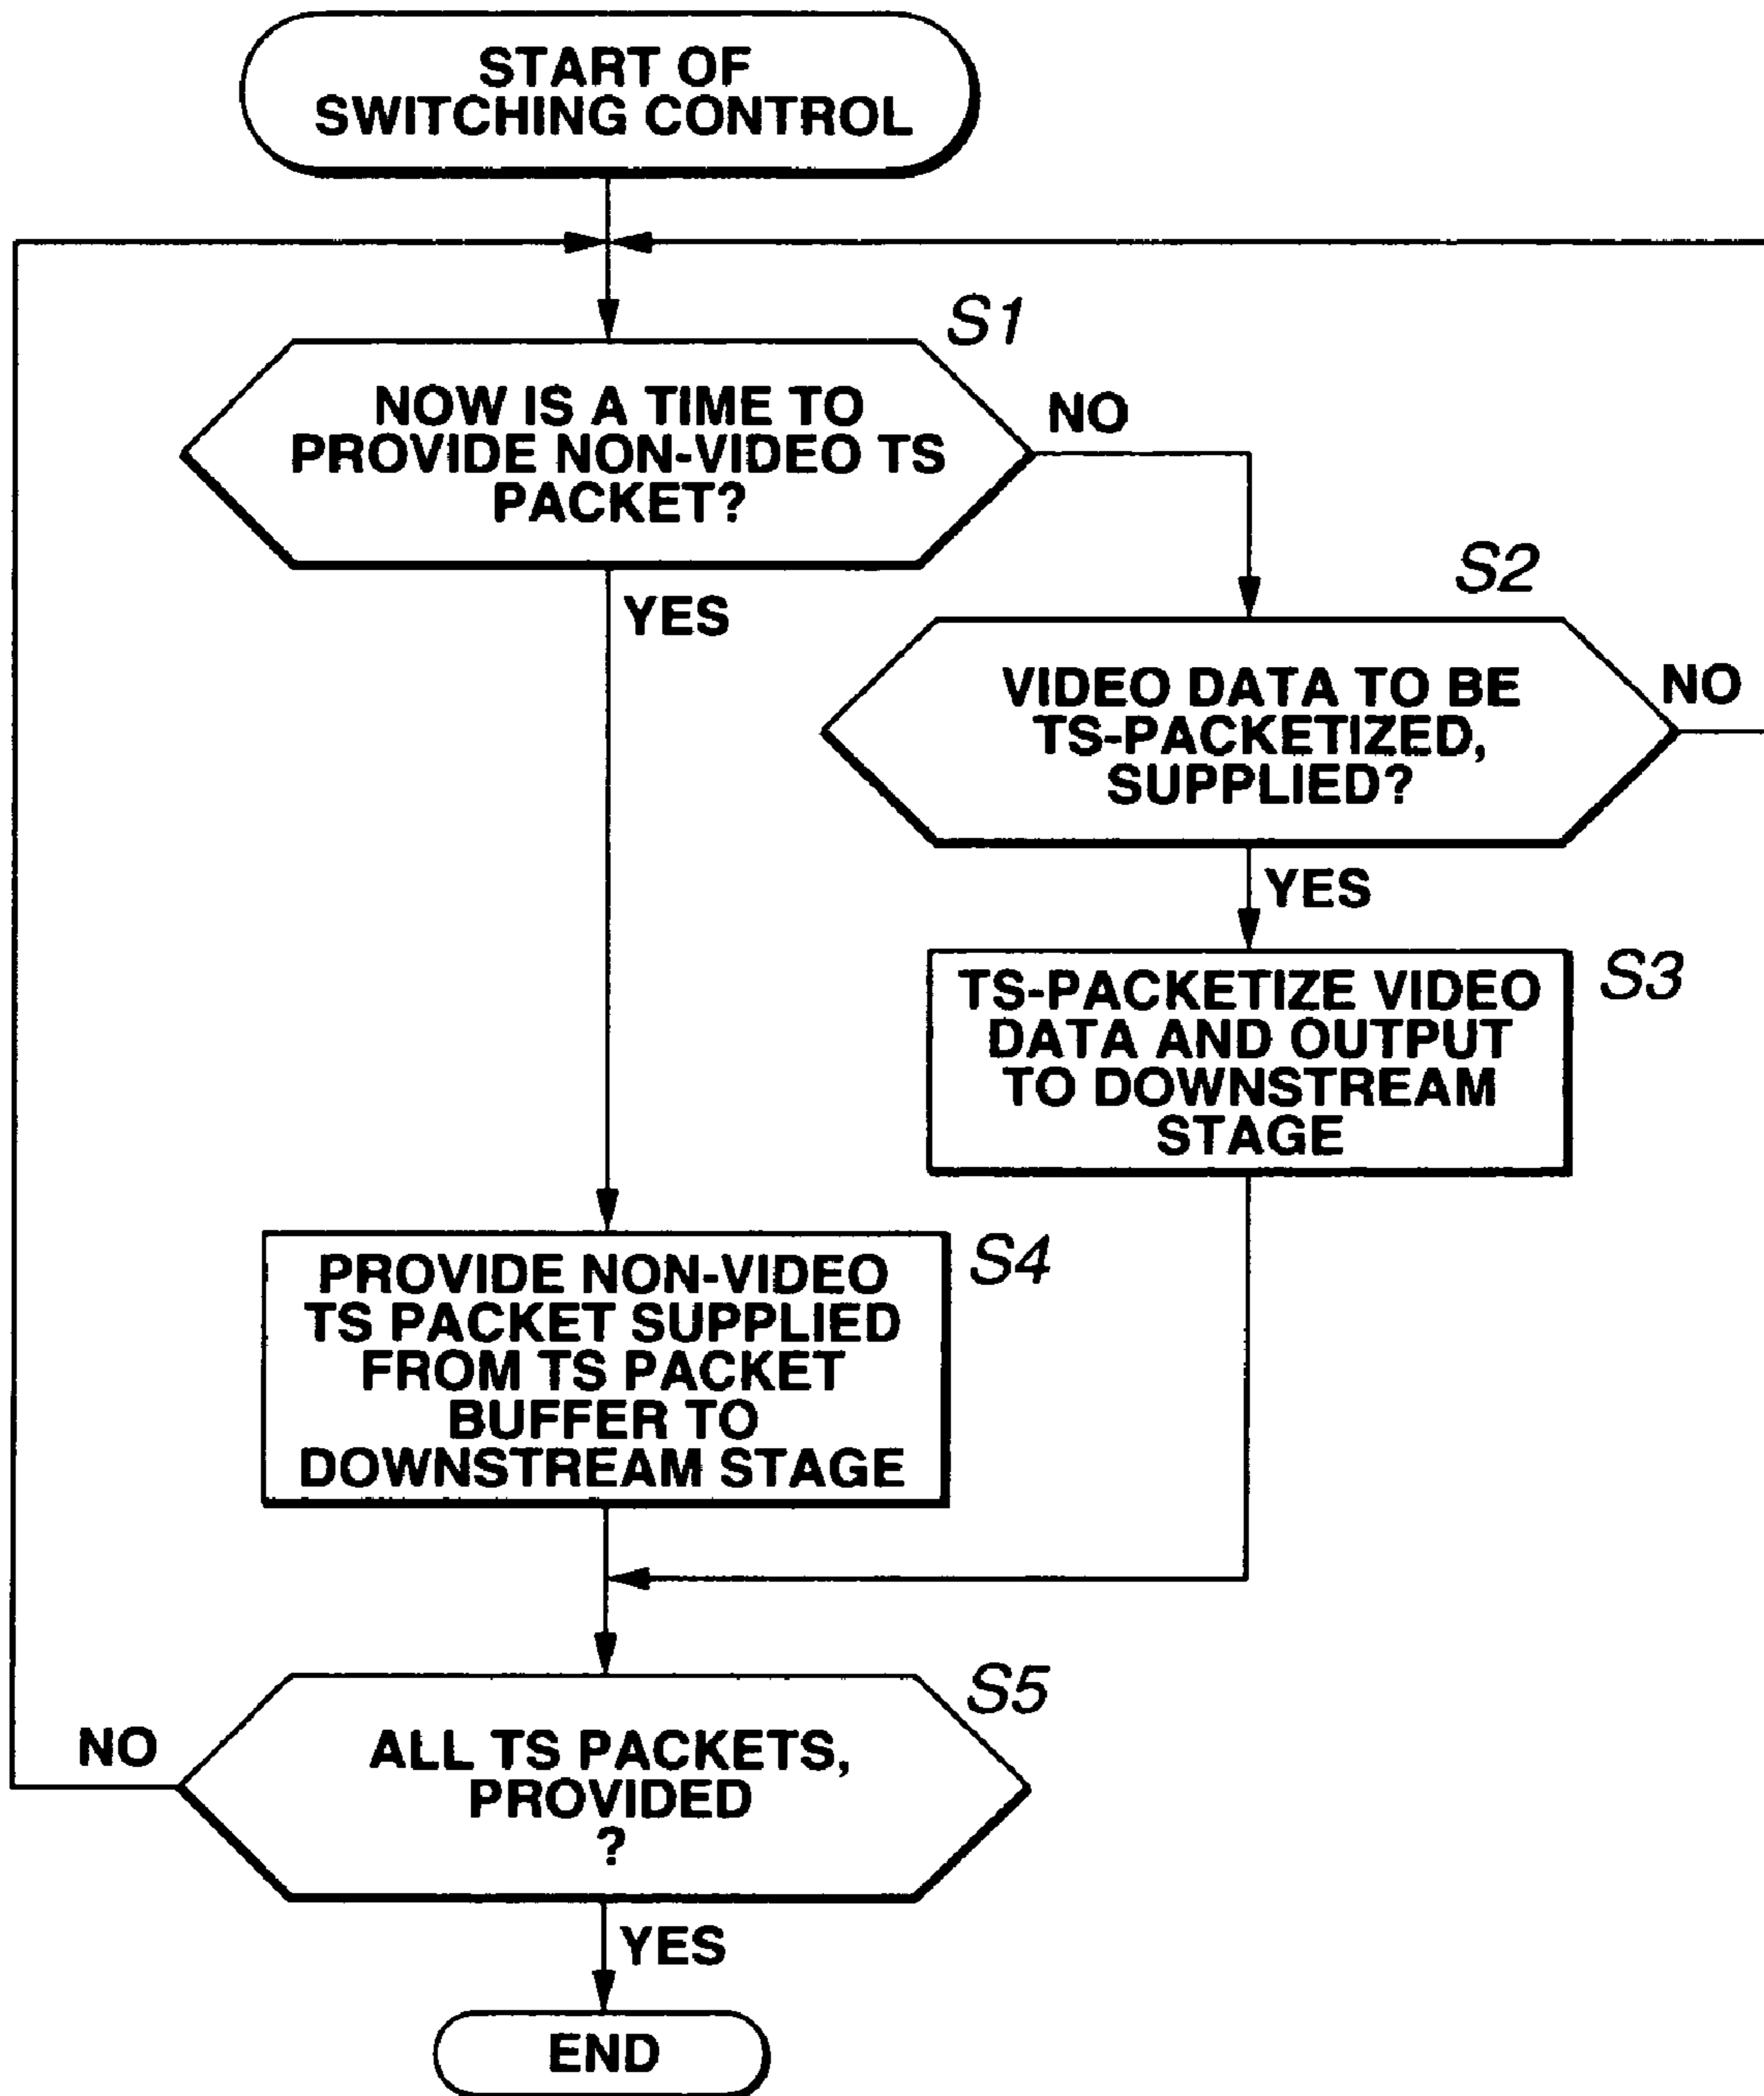 START OF
SWITCHING CONTROL
S1
NOW IS A TIME TO
PROVIDE NON-VIDEO TS
PACKET?
NO
YES
S2
VIDEO DATA TO BE
TS-PACKETIZED,
SUPPLIED?
NO
YES
S3
TS-PACKETIZE VIDEO
DATA AND OUTPUT
TO DOWNSTREAM
STAGE
S4
PROVIDE NON-VIDEO
TS PACKET SUPPLIED
FROM TS PACKET
BUFFER TO
DOWNSTREAM STAGE
S5
ALL TS PACKETS,
PROVIDED
?
NO
YES
END